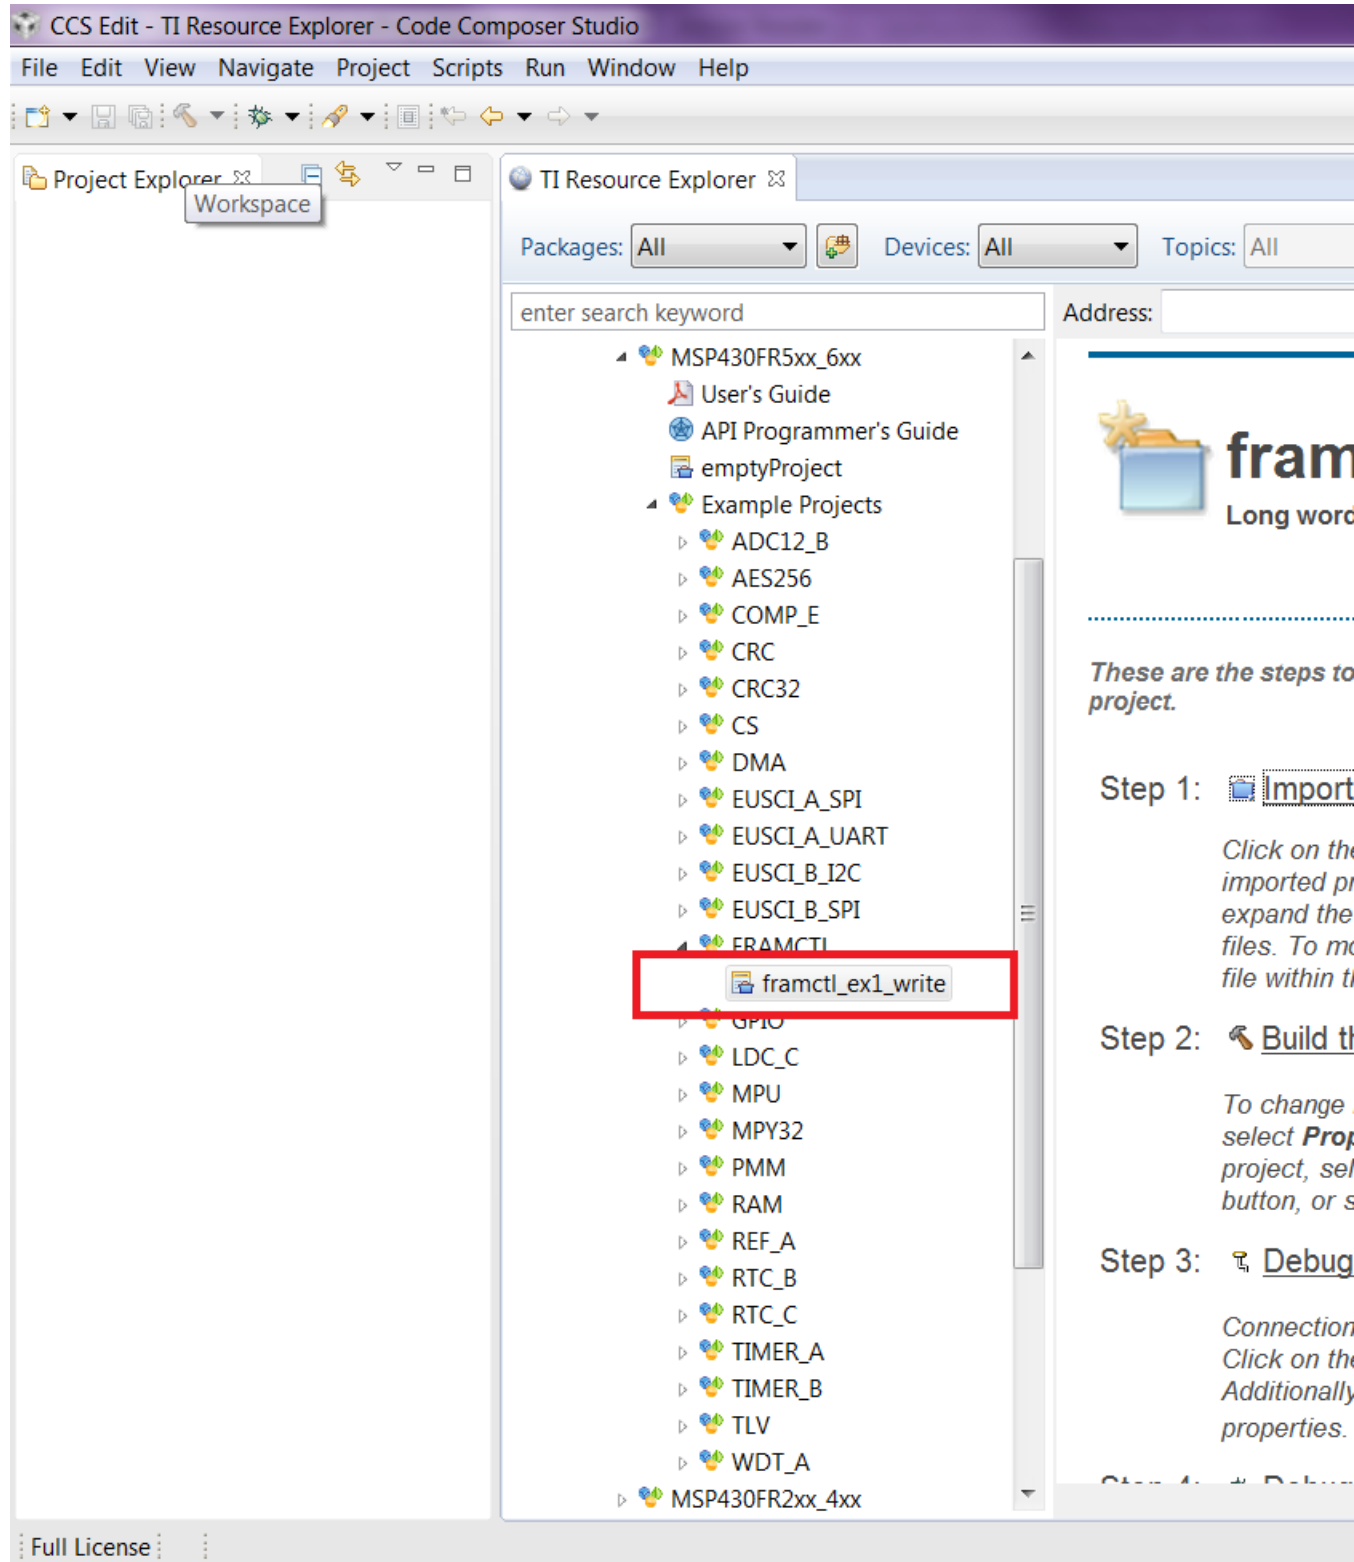 CCS Edit - TI Resource Explorer - Code Composer Studio
File Edit View Navigate Project Scripts Run Window Help
Project Explorer
Workspace
TI Resource Explorer
Packages: All Devices: All Topics: All
enter search keyword
Address:
MSP430FR5xx_6xx
User's Guide
API Programmer's Guide
emptyProject
Example Projects
ADC12_B
AES256
COMP_E
CRC
CRC32
CS
DMA
EUSCI_A_SPI
EUSCI_A_UART
EUSCI_B_I2C
EUSCI_B_SPI
FRAMCTL
framctl_ex1_write
GPIO
LDC_C
MPU
MPY32
PMM
RAM
REF_A
RTC_B
RTC_C
TIMER_A
TIMER_B
TLV
WDT_A
MSP430FR2xx_4xx
fram
Long word
These are the steps to
project.
Step 1: Import
Click on the
imported pr
expand the
files. To mo
file within th
Step 2: Build th
To change
select Prop
project, sel
button, or s
Step 3: Debug
Connection
Click on the
Additionally
properties.
Step 4: Debug
Full License